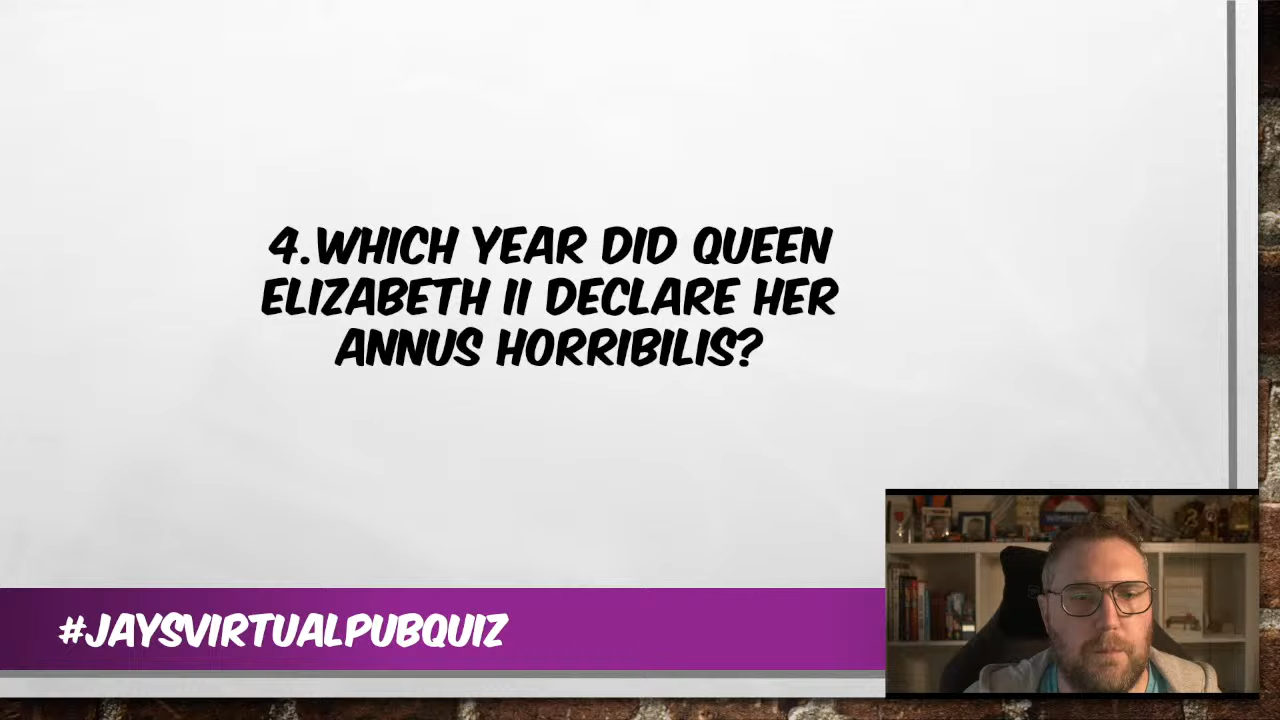 4.WHICH YEAR DID QUEEN
ELIZABETH II DECLARE HER
ANNUS HORRIBILIS?
#JAYSVIRTUALPUBQUIZ